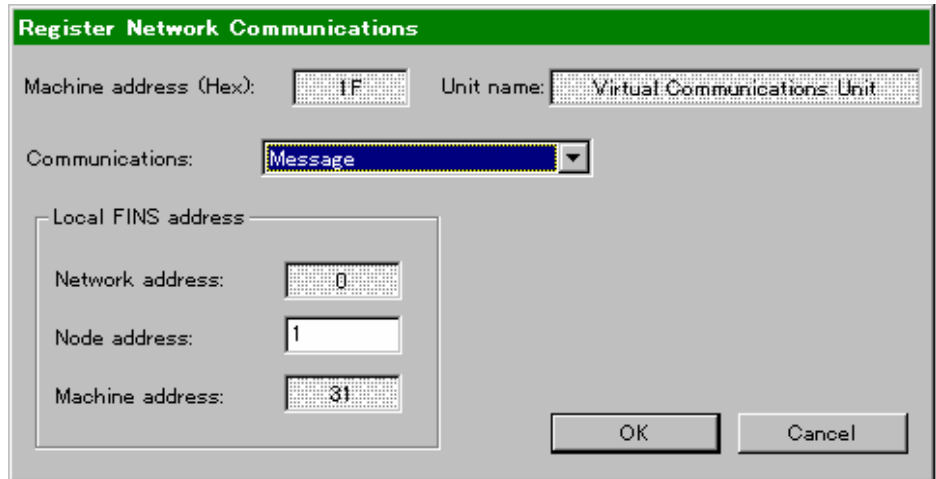 Register Network Communications
Machine address (Hex): 1F Unit name: Virtual Communications Unit
Communications: Message
Local FINS address
Network address: 0
Node address: 1
Machine address: 31
OK Cancel